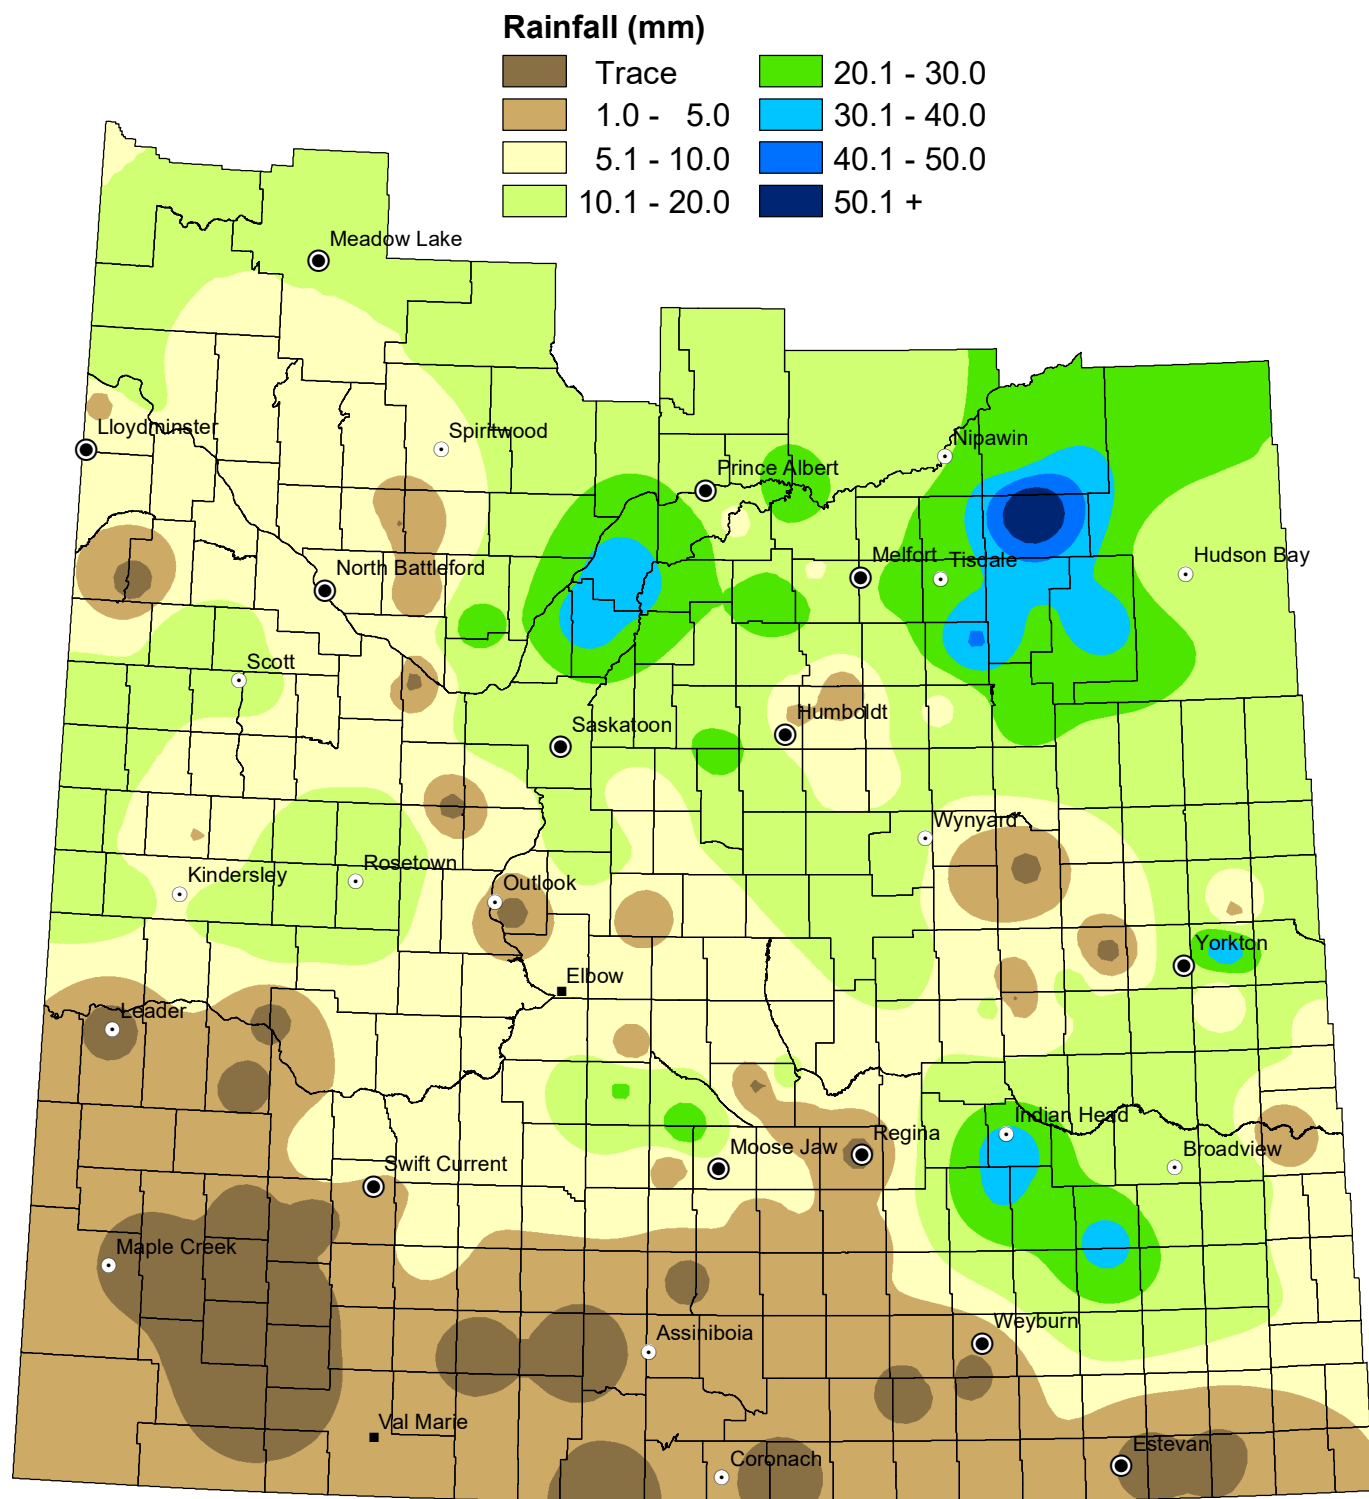 Rainfall (mm)
Trace
1.0 - 5.0
5.1 - 10.0
10.1 - 20.0
20.1 - 30.0
30.1 - 40.0
40.1 - 50.0
50.1 +
Meadow Lake
Lloydminster
Spiritwood
Nipawin
Prince Albert
North Battleford
Melfort
Tisdale
Hudson Bay
Scott
Saskatoon
Humboldt
Wynyard
Kindersley
Rosetown
Outlook
Yorkton
Elbow
Leader
Indian Head
Regina
Moose Jaw
Broadview
Swift Current
Maple Creek
Weyburn
Assiniboia
Val Marie
Estevan
Coronach